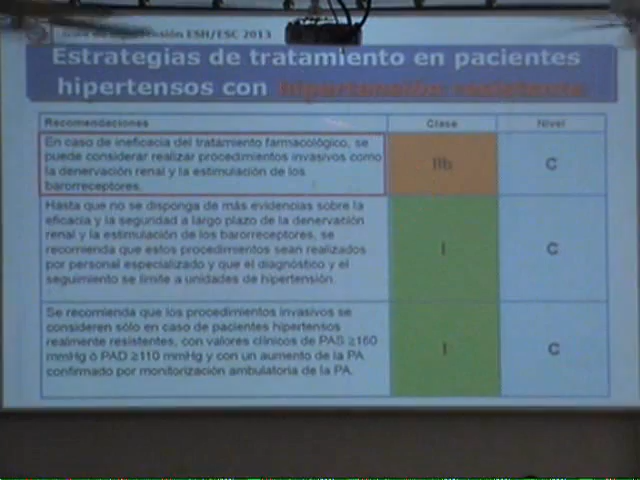 Guía de Hipertensión ESH/ESC 2013
Estrategias de tratamiento en pacientes
hipertensos con hipertensión resistente
Recomendaciones Clase Nivel
En caso de ineficacia del tratamiento farmacológico, se
puede considerar realizar procedimientos invasivos como
la denervación renal y la estimulación de los
barorreceptores.
IIb C
Hasta que no se disponga de más evidencias sobre la
eficacia y la seguridad a largo plazo de la denervación
renal y la estimulación de los barorreceptores, se
recomienda que estos procedimientos sean realizados
por personal especializado y que el diagnóstico y el
seguimiento se limite a unidades de hipertensión.
I C
Se recomienda que los procedimientos invasivos se
consideren sólo en caso de pacientes hipertensos
realmente resistentes, con valores clínicos de PAS ≥160
mmHg o PAD ≥110 mmHg y con un aumento de la PA
confirmado por monitorización ambulatoria de la PA.
I C